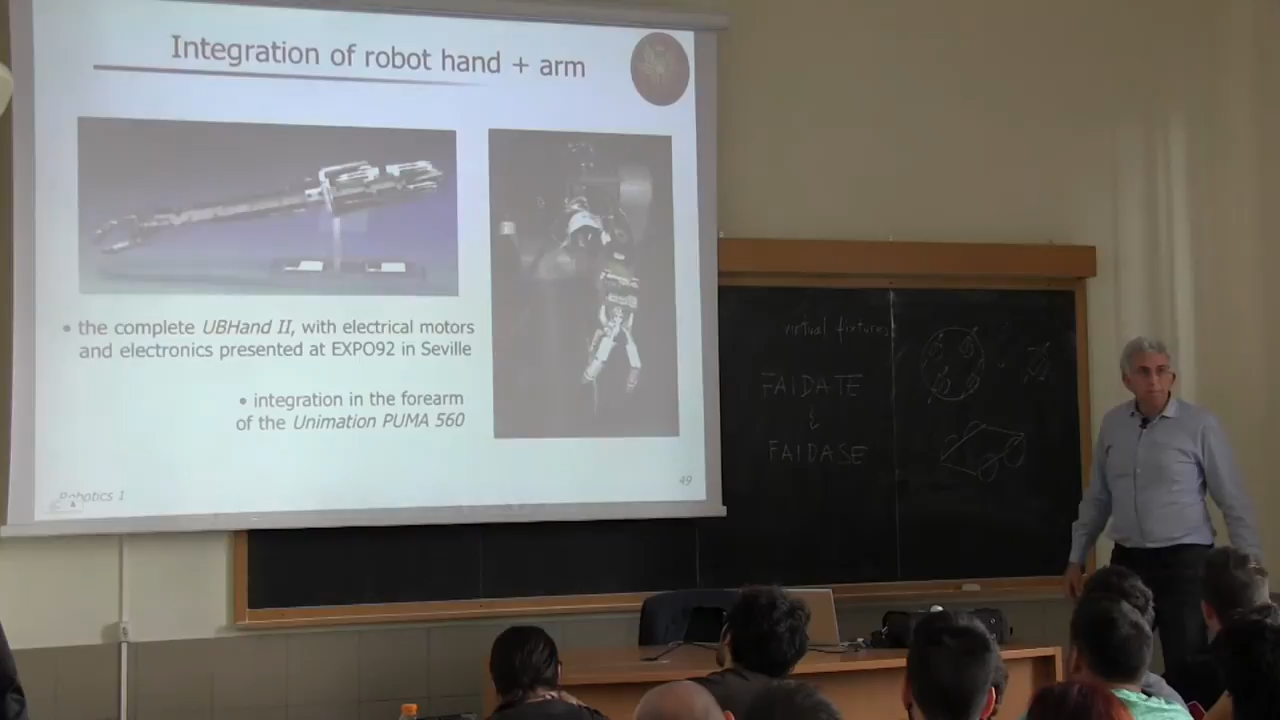 Integration of robot hand + arm
• the complete UBHand II, with electrical motors
and electronics presented at EXPO92 in Seville
• integration in the forearm
of the Unimation PUMA 560
Robotics 1
49
virtual fixtures
FAIDATE
&
FAIDASE